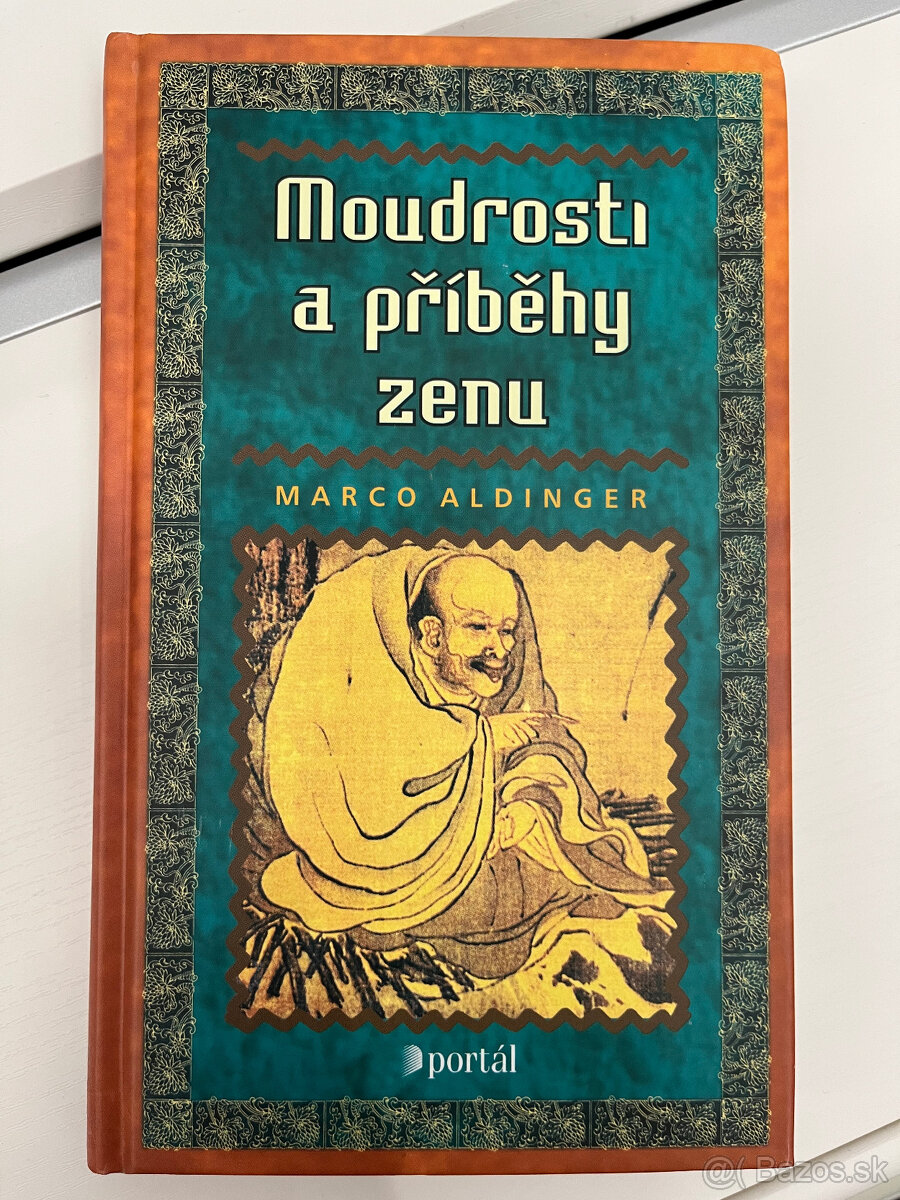 Moudrosti
a příběhy
zenu
MARCO ALDINGER
portál
@( Bazos.sk